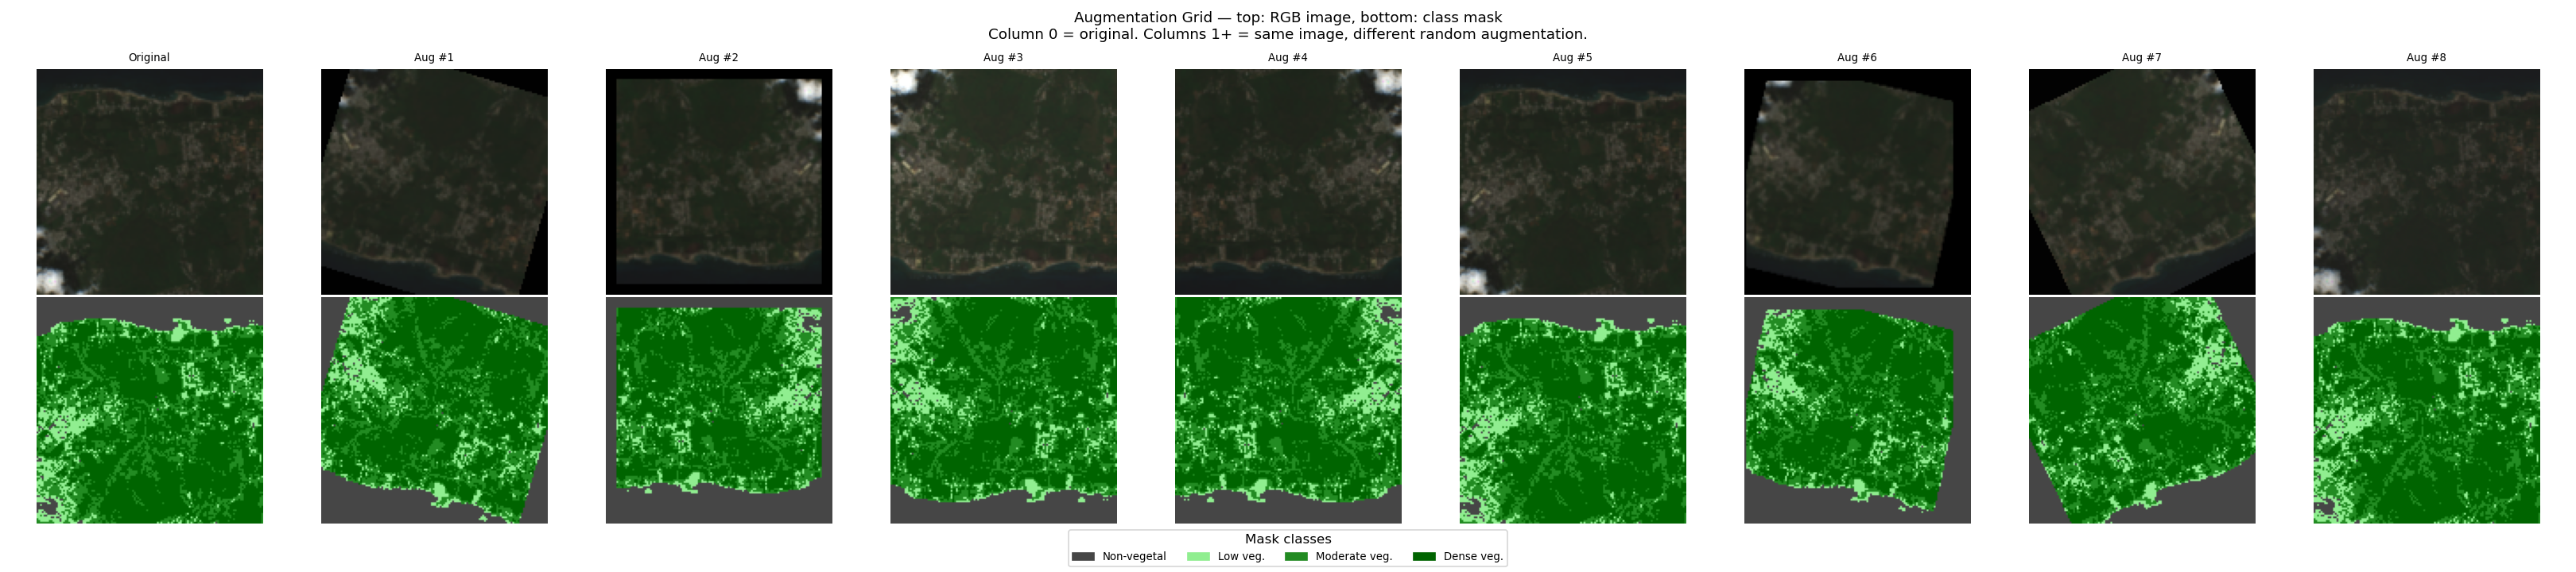 Augmentation Grid — top: RGB image, bottom: class mask
Column 0 = original. Columns 1+ = same image, different random augmentation.
Original
Aug #1
Aug #2
Aug #3
Aug #4
Aug #5
Aug #6
Aug #7
Aug #8
Mask classes
Non-vegetal
Low veg.
Moderate veg.
Dense veg.